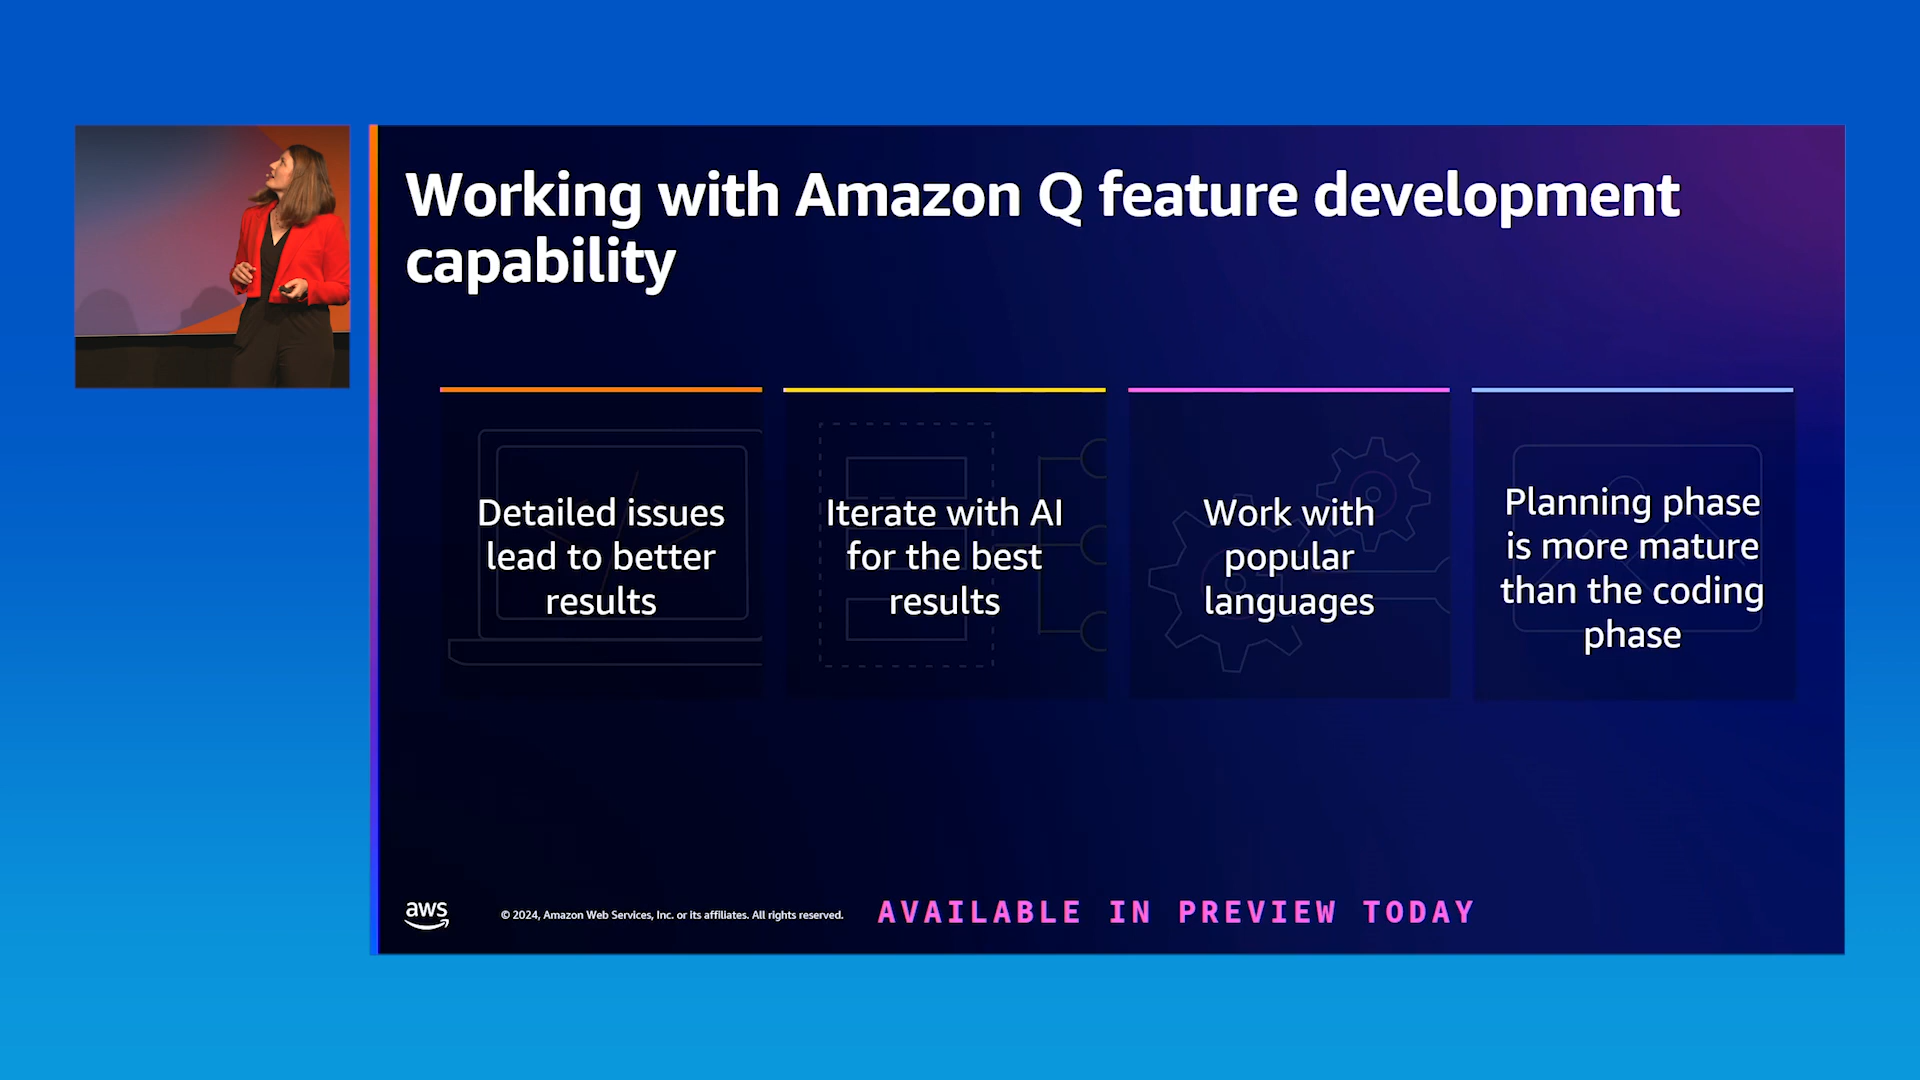 Working with Amazon Q feature development
capability
Detailed issues
lead to better
results
Iterate with AI
for the best
results
Work with
popular
languages
Planning phase
is more mature
than the coding
phase
aws
© 2024, Amazon Web Services, Inc. or its affiliates. All rights reserved.
AVAILABLE IN PREVIEW TODAY